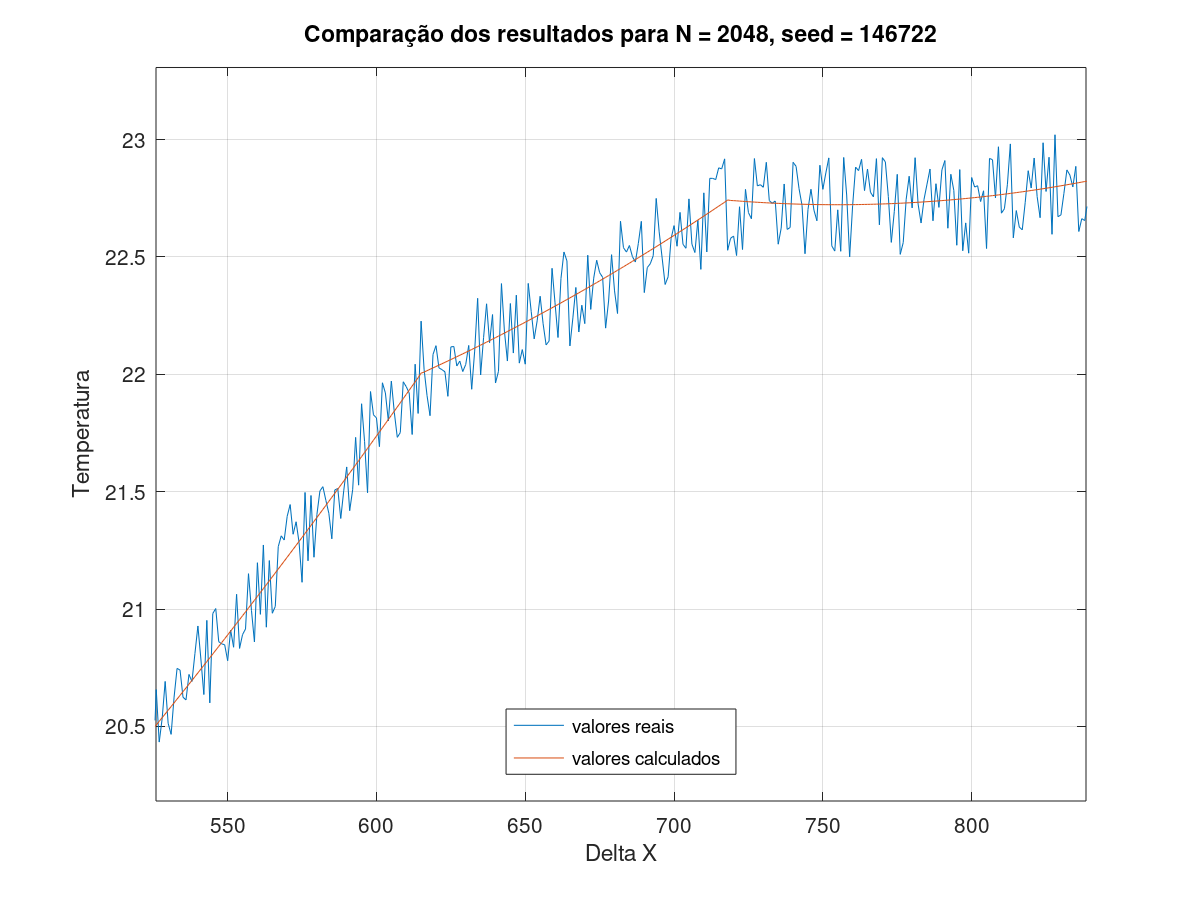 Comparação dos resultados para N = 2048, seed = 146722
23
22.5
22
21.5
21
20.5
Temperatura
valores reais
valores calculados
550 600 650 700 750 800
Delta X